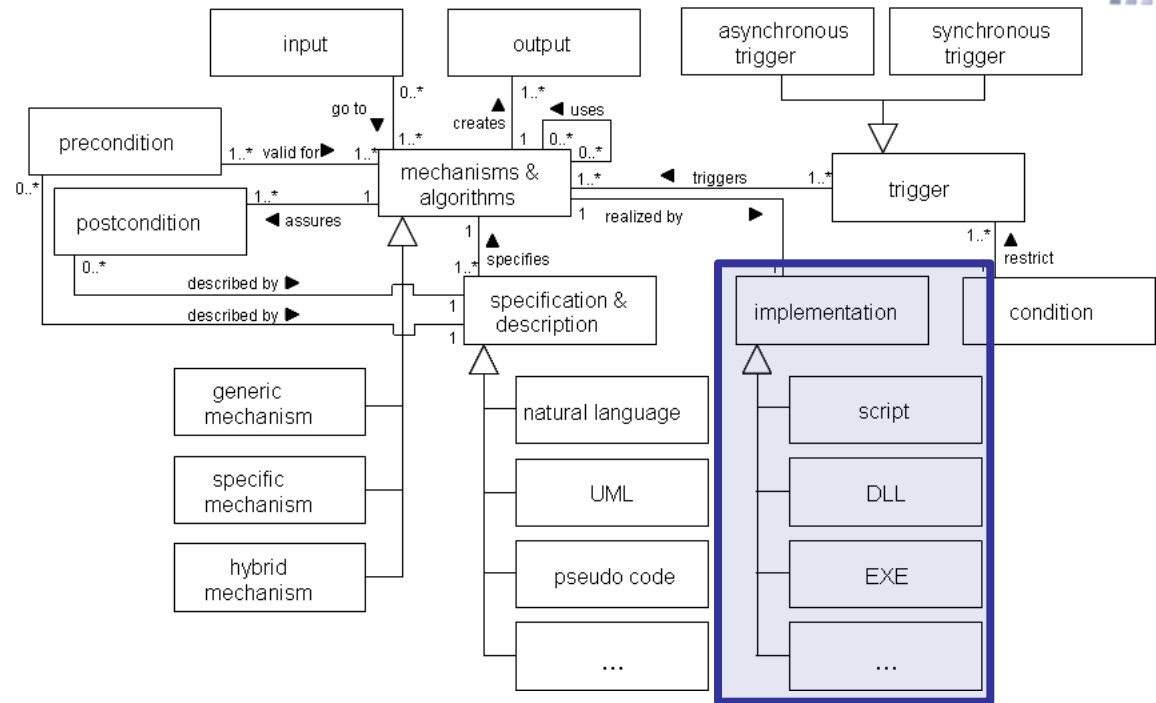 input
output
asynchronous
trigger
synchronous
trigger
0..*
go to ▼
1..*
1..*
creates ▲
1
◄ uses
0..*
0..*
precondition
1..*
valid for ►
1..*
mechanisms &
algorithms
1..*
◄ triggers
1..*
trigger
0..*
postcondition
1..*
◄ assures
1
1
realized by ►
0..*
1
▲ specifies
1..*
1..*
▲ restrict
described by ►
1
described by ►
1
specification &
description
implementation
condition
generic
mechanism
specific
mechanism
hybrid
mechanism
natural language
UML
pseudo code
...
script
DLL
EXE
...